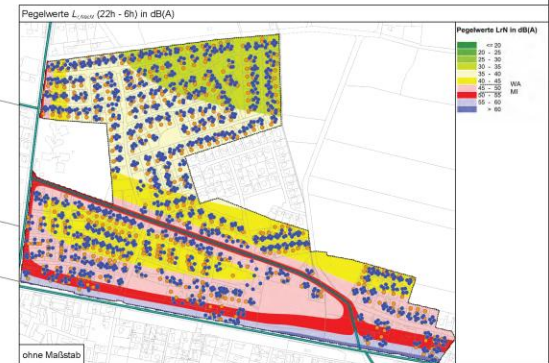 Pegelwerte L r,Nacht (22h - 6h) in dB(A)
Pegelwerte LrN in dB(A)
<= 20
20 - 25
25 - 30
30 - 35
35 - 40
40 - 45 WA
45 - 50 MI
50 - 55
55 - 60
> 60
ohne Maßstab